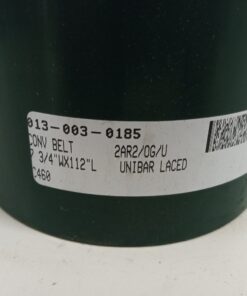 013-003-0185
CONV BELT 2AR2/OG/U
3/4"WX112"L UNIBAR LACED
C460